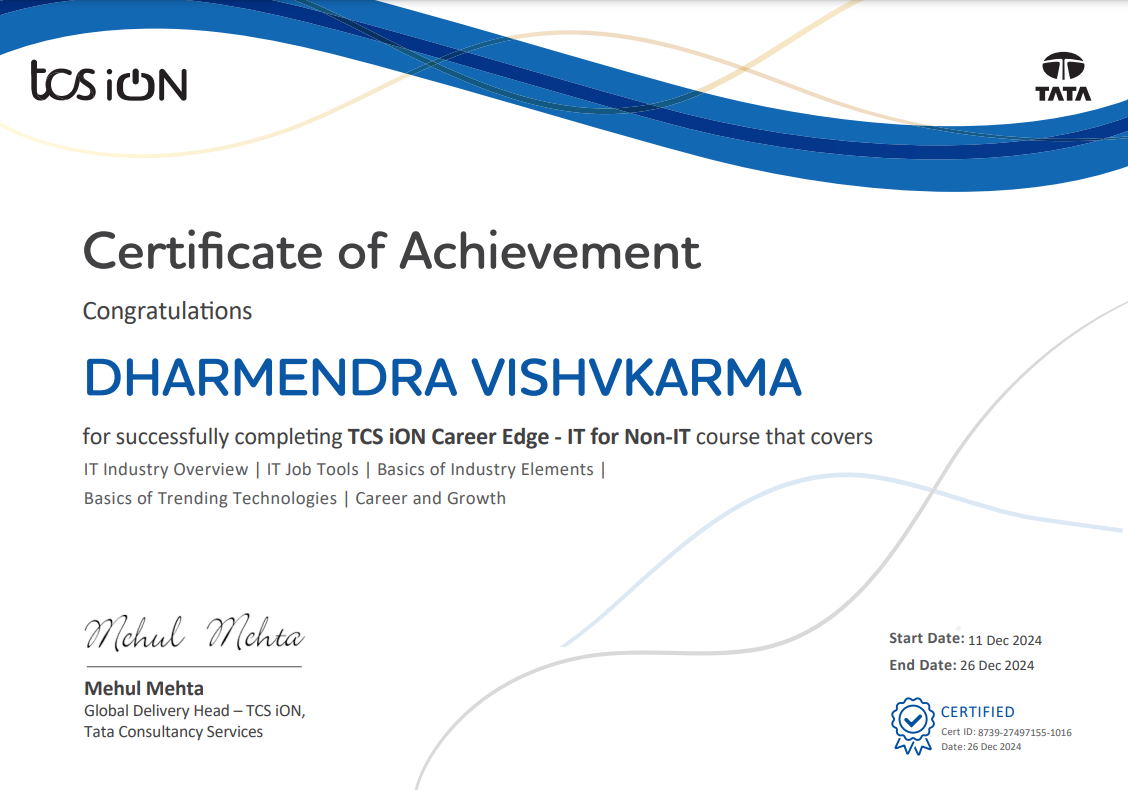 tcs iON
TATA
Certificate of Achievement
Congratulations
DHARMENDRA VISHVKARMA
for successfully completing TCS iON Career Edge - IT for Non-IT course that covers
IT Industry Overview | IT Job Tools | Basics of Industry Elements |
Basics of Trending Technologies | Career and Growth
Mehul Mehta
Mehul Mehta
Global Delivery Head – TCS iON,
Tata Consultancy Services
Start Date: 11 Dec 2024
End Date: 26 Dec 2024
CERTIFIED
Cert ID: 8739-27497155-1016
Date: 26 Dec 2024